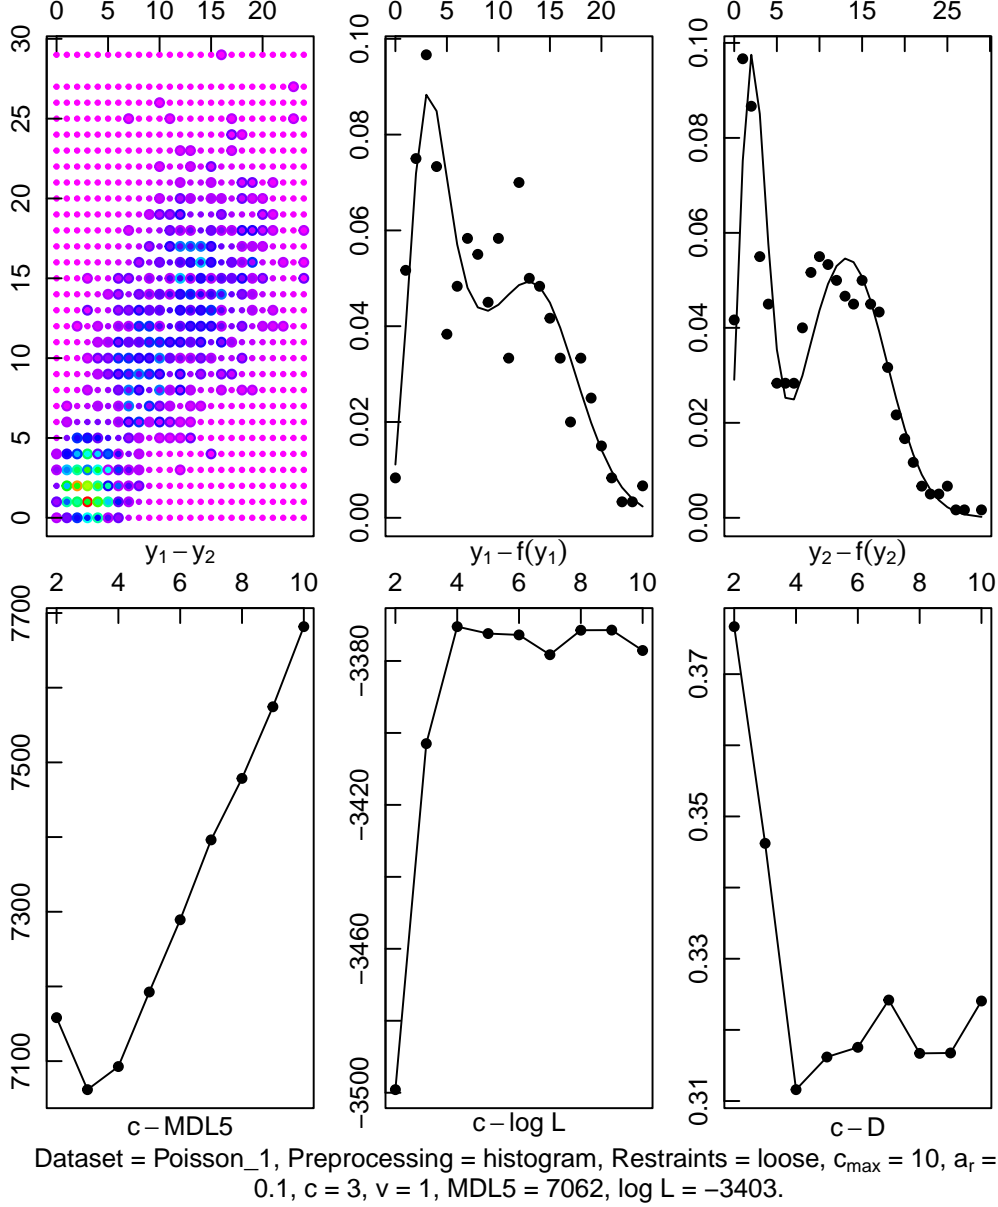 0 5 10 15 20
0 5 10 15 20
0 5 15 25
0 5 10 15 20 25 30
0.00 0.02 0.04 0.06 0.08 0.10
0.00 0.02 0.04 0.06 0.08 0.10
y₁ − y₂
y₁ − f(y₁)
y₂ − f(y₂)
2 4 6 8 10
2 4 6 8 10
2 4 6 8 10
7100 7300 7500 7700
−3500 −3460 −3420 −3380
0.31 0.33 0.35 0.37
c − MDL5
c − log L
c − D
Dataset = Poisson_1, Preprocessing = histogram, Restraints = loose, cₘₐₓ = 10, aᵣ =
0.1, c = 3, v = 1, MDL5 = 7062, log L = −3403.